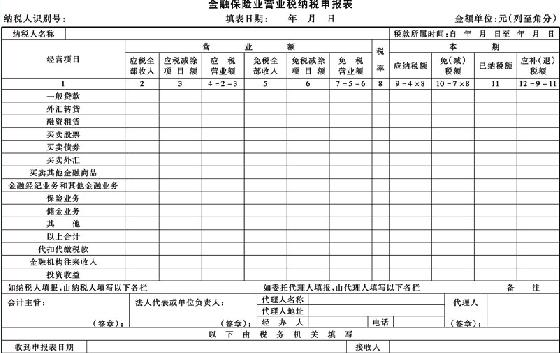 金融保险业营业税纳税申报表
纳税人识别号： 填表日期： 年 月 日 金额单位：元(列至角分)
纳税人名称 税款所属时间：自 年 月 日至 年 月 日
经营项目 营业额 税率 本期
应税全部收入 应税减除项目额 应税营业额 免税全部收入 免税减除项目额 免税营业额 应纳税额 免(减)税额 已纳税额 应补(退)税额
1 2 3 4=2-3 5 6 7=5-6 8 9=4×8 10=7×8 11 12=9-11
一般贷款
外汇转贷
融资租赁
买卖股票
买卖债券
买卖外汇
买卖其他金融商品
金融经纪业务和其他金融业务
保险业务
储金业务
其他
以上合计
代扣代缴税款
金融机构往来收入
投资收益
如纳税人填报,由纳税人填写以下各栏 如委托代理人填报,由代理人填写以下各栏 备注
会计主管： 法人代表或单位负责人： 代理人名称 代理人
代理人地址
(签章)； (签章)； 经办人 电话 (签章)；
以下由税务机关填写
收到申报表日期 接收人